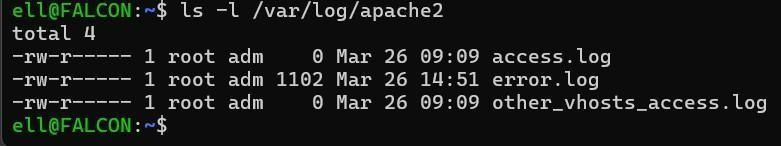 ell@FALCON:~$ ls -l /var/log/apache2
total 4
-rw-r----- 1 root adm    0 Mar 26 09:09 access.log
-rw-r----- 1 root adm 1102 Mar 26 14:51 error.log
-rw-r----- 1 root adm    0 Mar 26 09:09 other_vhosts_access.log
ell@FALCON:~$